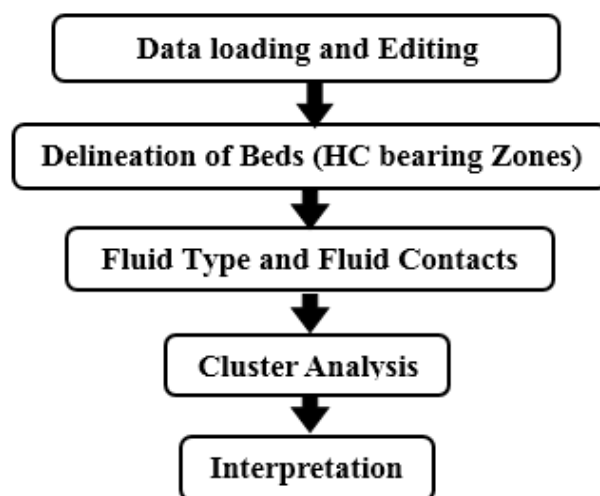 Data loading and Editing
Delineation of Beds (HC bearing Zones)
Fluid Type and Fluid Contacts
Cluster Analysis
Interpretation